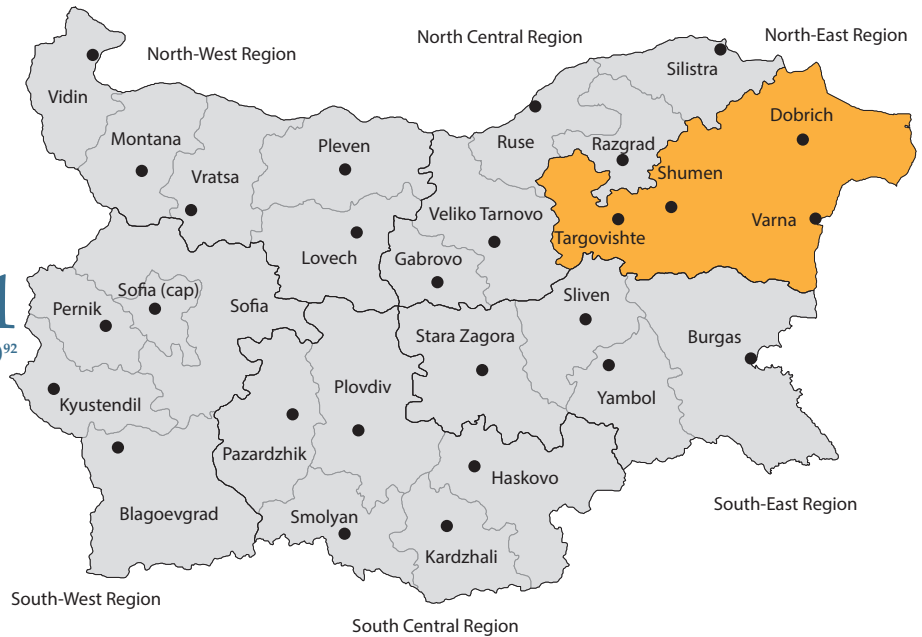 North Central Region
North-East Region
North-West Region
Silistra
Vidin
Dobrich
Montana
Pleven
Ruse
Razgrad
Vratsa
Shumen
Veliko Tarnovo
Varna
Targovishte
Lovech
Gabrovo
Sofia (cap)
Sliven
Pernik
Sofia
Stara Zagora
Burgas
Plovdiv
Yambol
Kyustendil
Pazardzhik
Haskovo
South-East Region
Blagoevgrad
Smolyan
Kardzhali
South-West Region
South Central Region